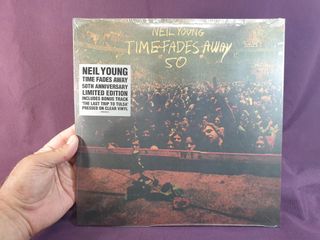 NEIL YOUNG
TIME FADES AWAY
50
NEIL YOUNG
TIME FADES AWAY
50TH ANNIVERSARY
LIMITED EDITION
INCLUDES BONUS TRACK
'THE LAST TRIP TO TULSA'
PRESSED ON CLEAR VINYL